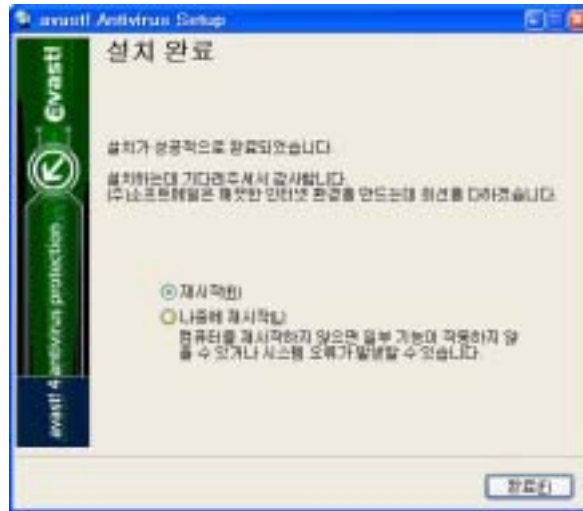 avast! Antivirus Setup
설치 완료
avast!
설치가 성공적으로 완료되었습니다.
설치하는데 기다려주셔서 감사합니다.
(주)소프트메일은 깨끗한 인터넷 환경을 만드는데 최선을 다하겠습니다.
재시작(R)
나중에 재시작(L)
컴퓨터를 재시작하지 않으면 일부 기능이 작동하지 않
을 수 있거나 시스템 오류가 발생할 수 있습니다.
avast! 4 antivirus protection
완료(F)